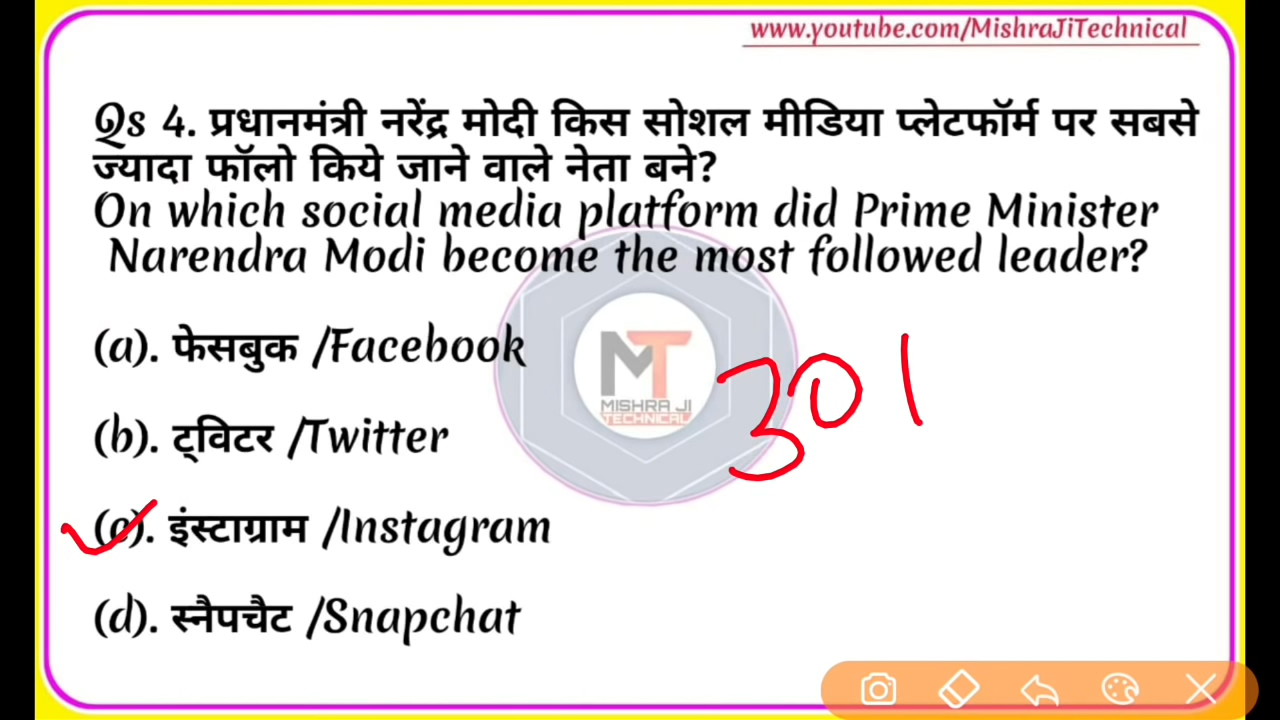 www.youtube.com/MishraJiTechnical
Qs 4. प्रधानमंत्री नरेंद्र मोदी किस सोशल मीडिया प्लेटफॉर्म पर सबसे
ज्यादा फॉलो किये जाने वाले नेता बने?
On which social media platform did Prime Minister
Narendra Modi become the most followed leader?
(a). फेसबुक /Facebook
MT
MISHRA JI
TECHNICAL
301
(b). ट्विटर /Twitter
(c). इंस्टाग्राम /Instagram
(d). स्नैपचैट /Snapchat